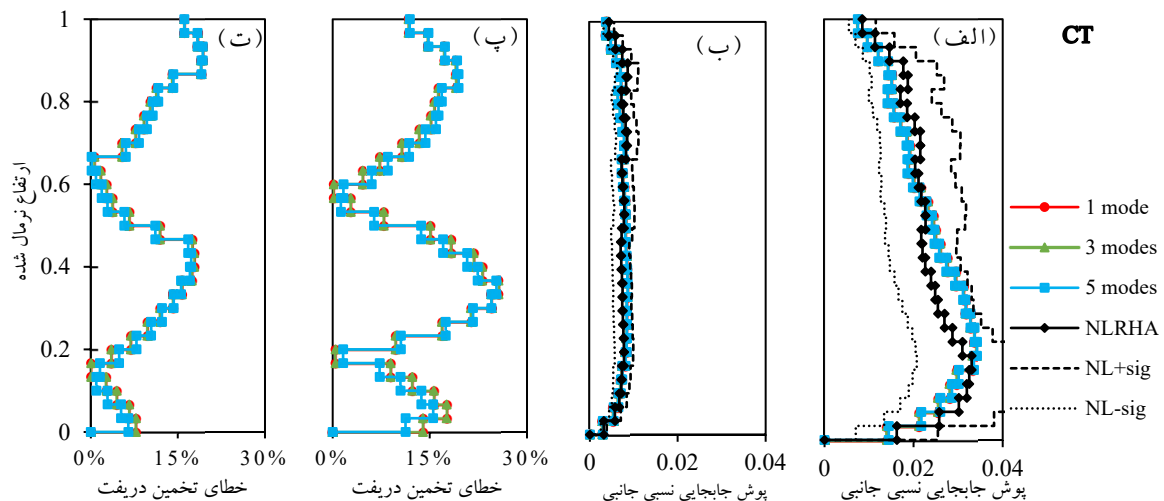 (ت)
(پ)
(ب)
(الف)
CT
ارتفاع نرمال شده
1
0.8
0.6
0.4
0.2
0
0% 15% 30%
خطای تخمین دریفت
0% 15% 30%
خطای تخمین دریفت
0 0.02 0.04
پوش جابجایی نسبی جانبی
0 0.02 0.04
پوش جابجایی نسبی جانبی
1 mode
3 modes
5 modes
NLRHA
NL+sig
NL-sig